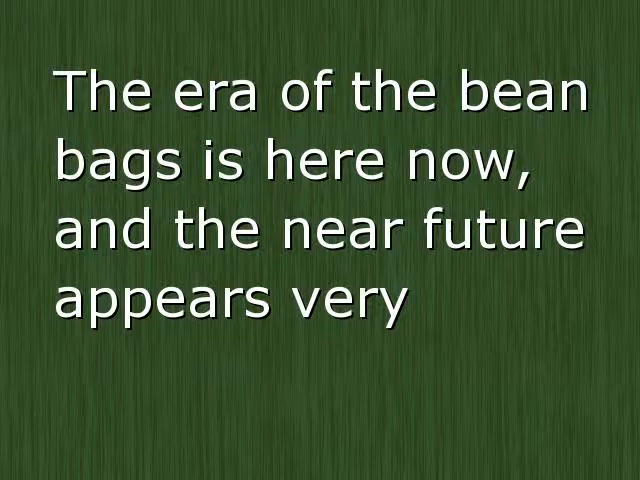 The era of the bean
bags is here now,
and the near future
appears very